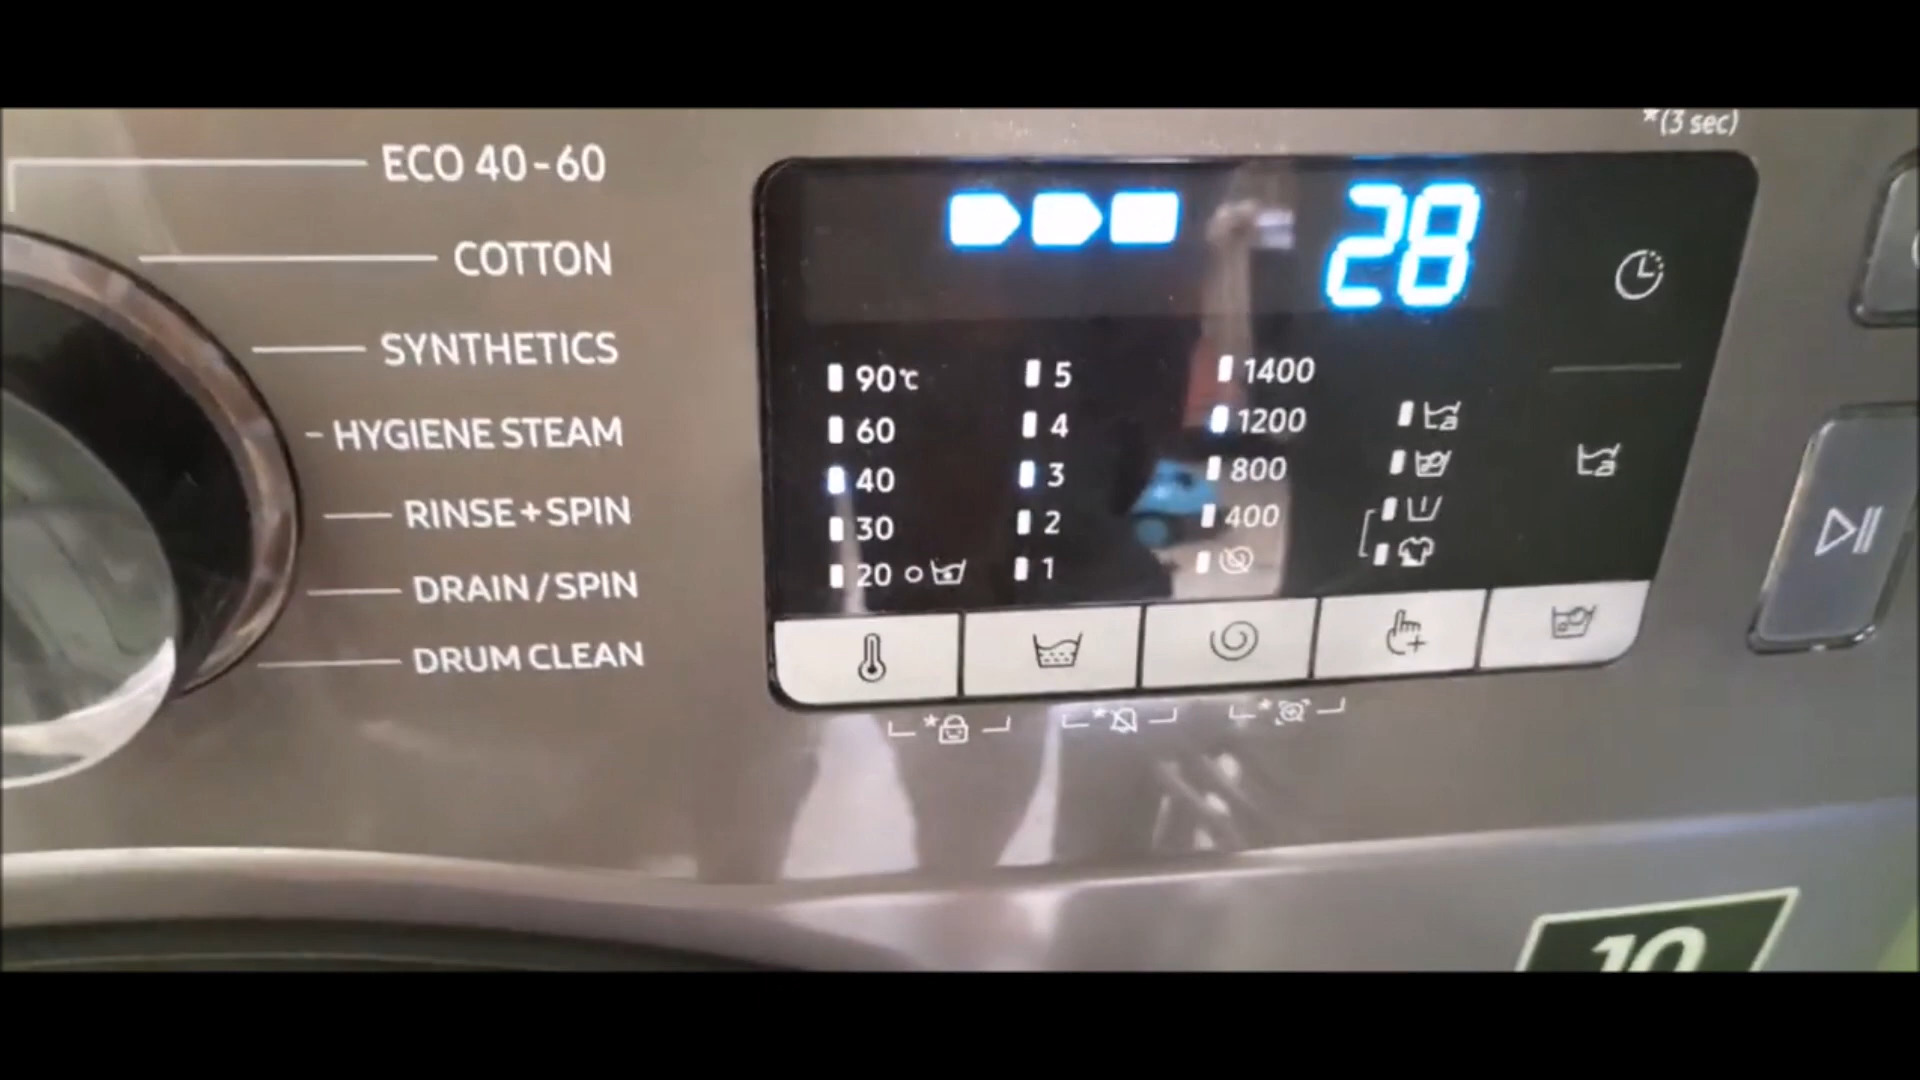 *(3 sec)
ECO 40-60
COTTON
SYNTHETICS
HYGIENE STEAM
RINSE+SPIN
DRAIN/SPIN
DRUM CLEAN
28
90℃ 5 1400
60 4 1200
40 3 800
30 2 400
20 1
* * *
10